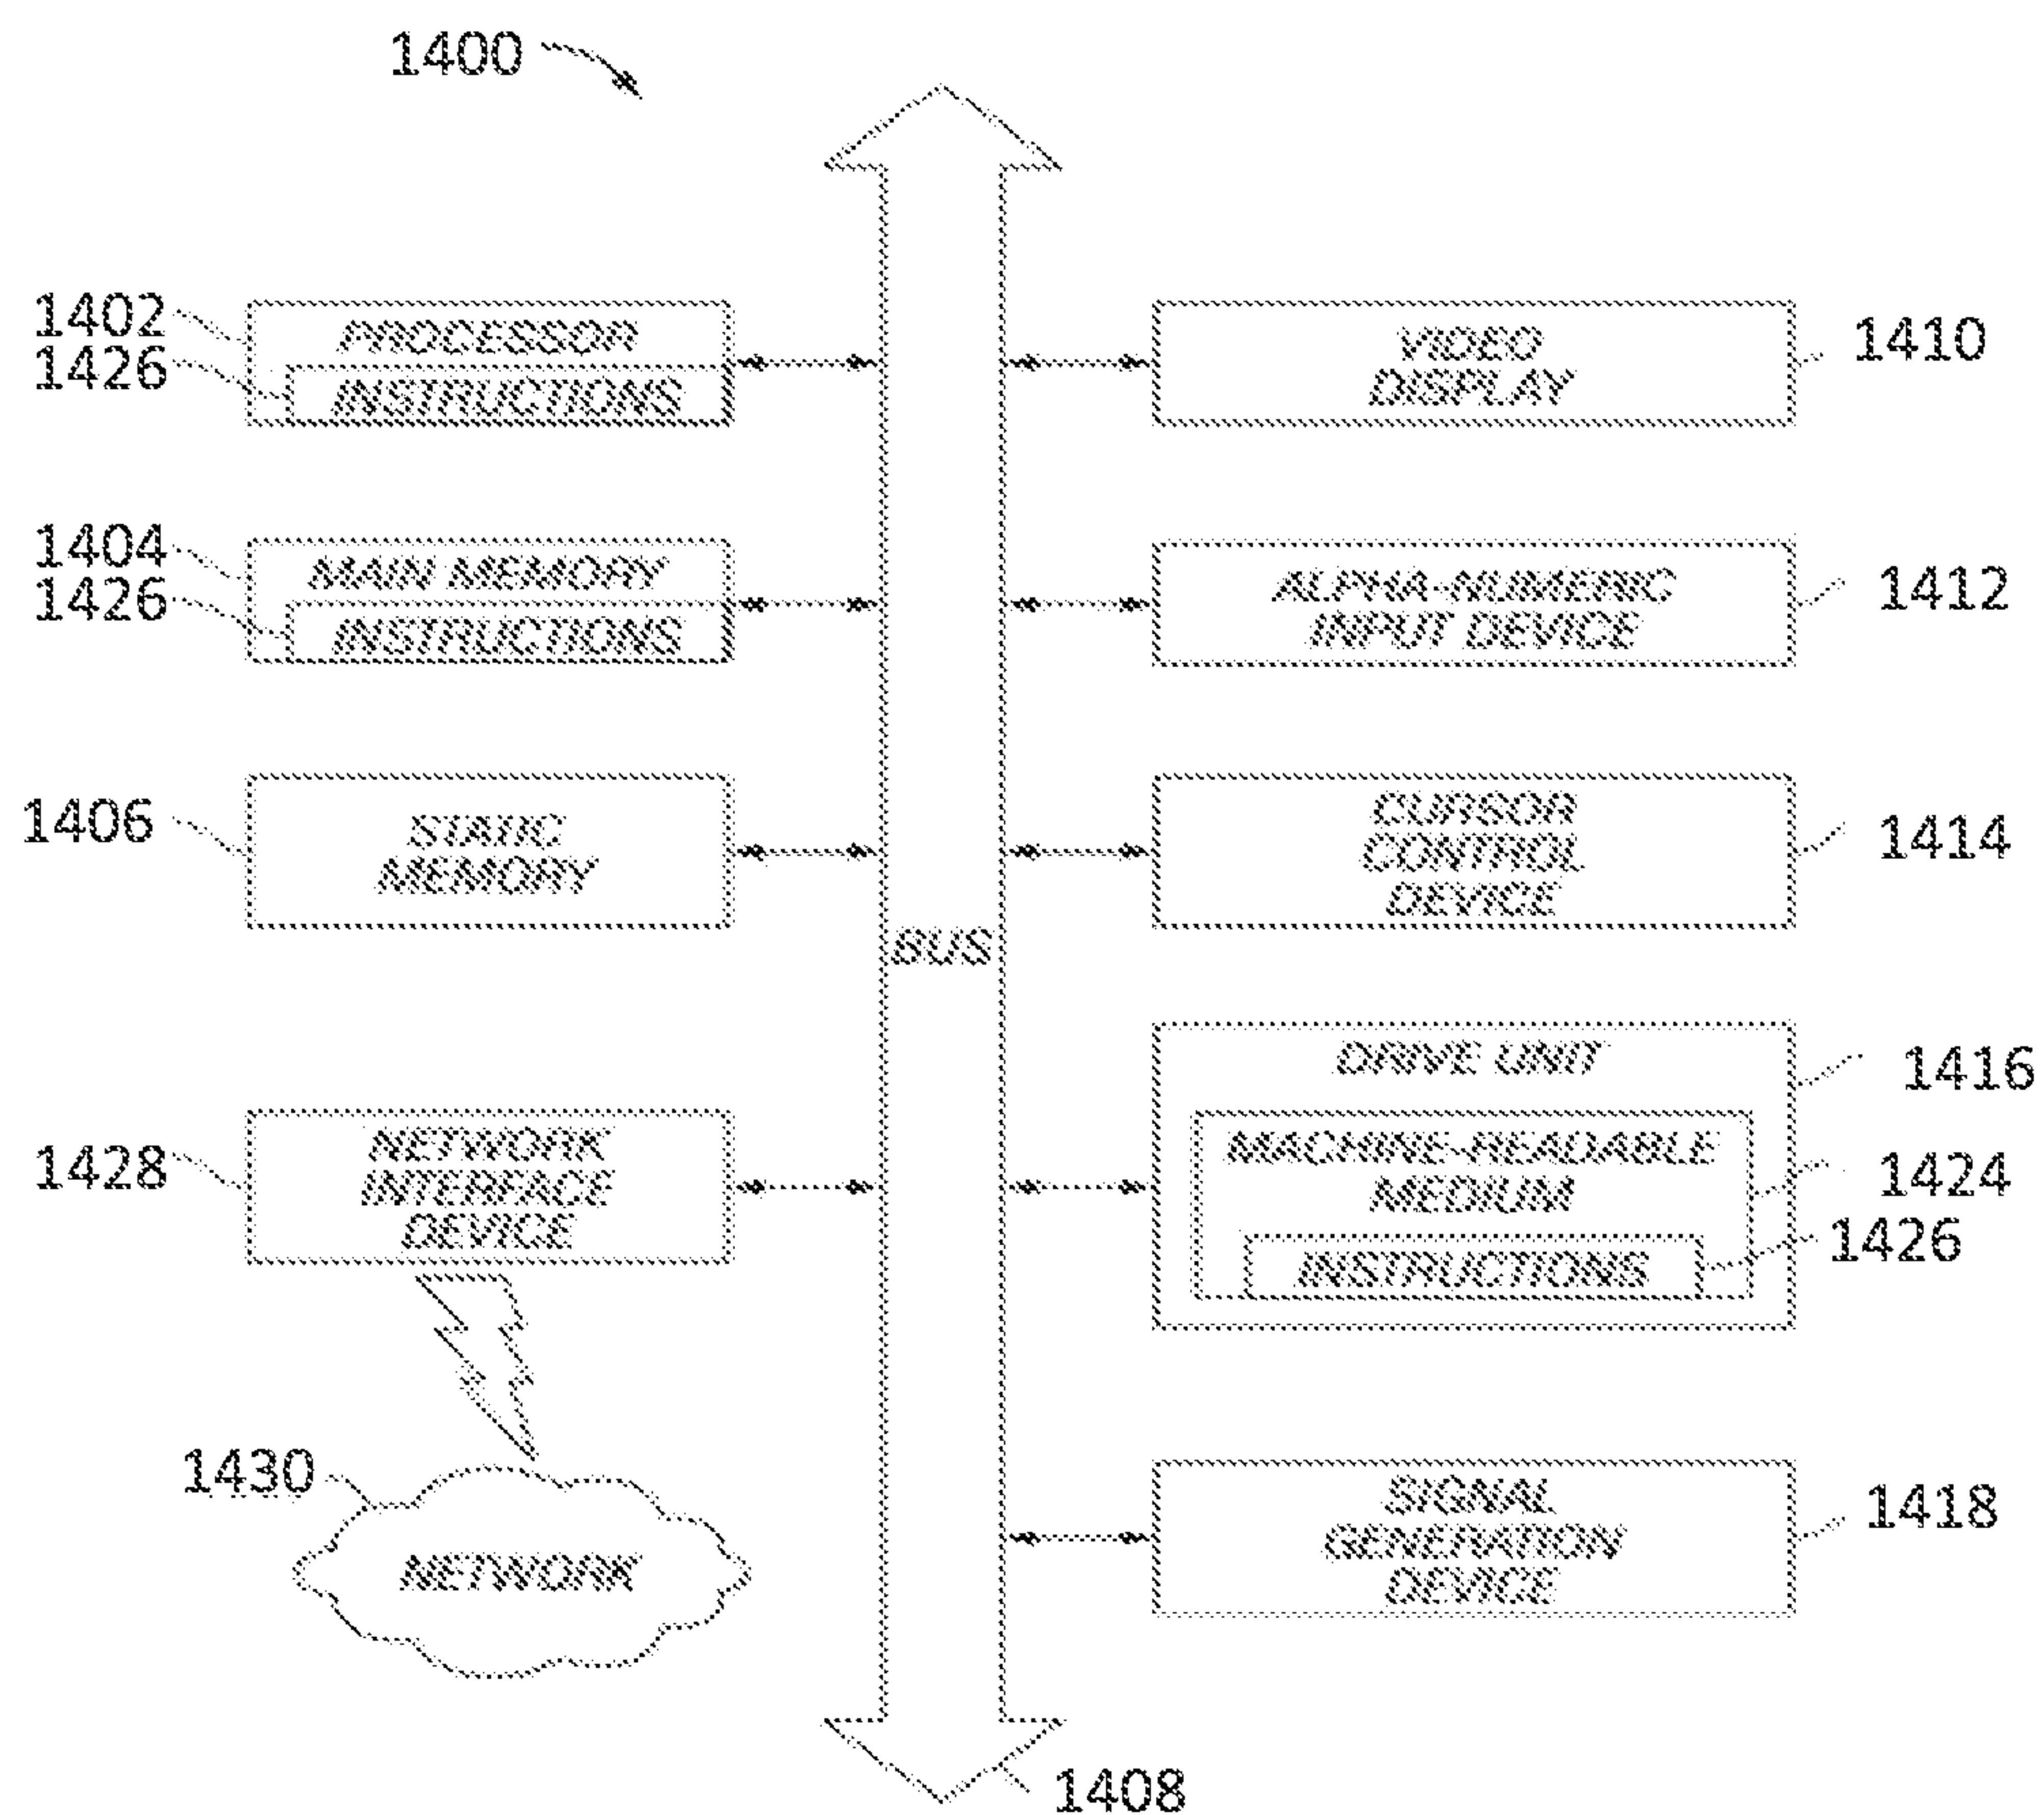 1400
1402
PROCESSOR
1426
INSTRUCTIONS
1404
MAIN MEMORY
1426
INSTRUCTIONS
1406
STATIC
MEMORY
1428
NETWORK
INTERFACE
DEVICE
1430
NETWORK
BUS
1408
VIDEO
DISPLAY
1410
ALPHA-NUMERIC
INPUT DEVICE
1412
CURSOR
CONTROL
DEVICE
1414
DRIVE UNIT
1416
MACHINE-READABLE
MEDIUM
1424
INSTRUCTIONS
1426
SIGNAL
GENERATION
DEVICE
1418